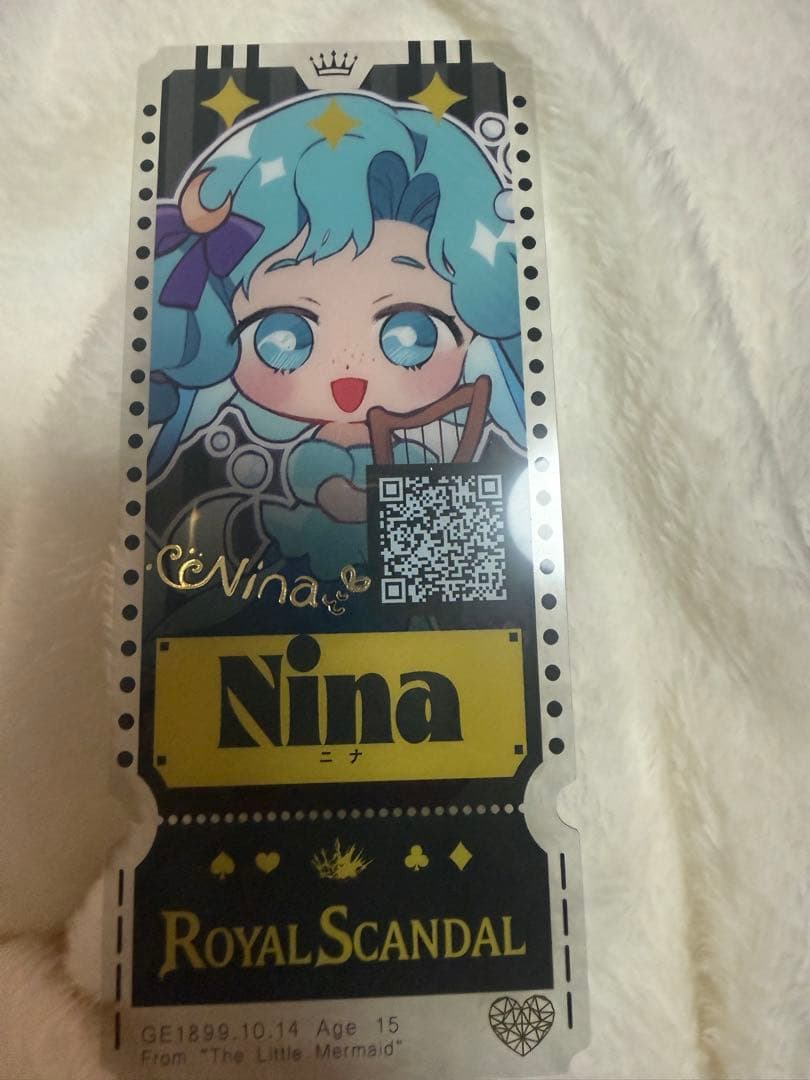 Nina
Nina
ニナ
ROYAL SCANDAL
GE1899.10.14 Age 15
From "The Little Mermaid"